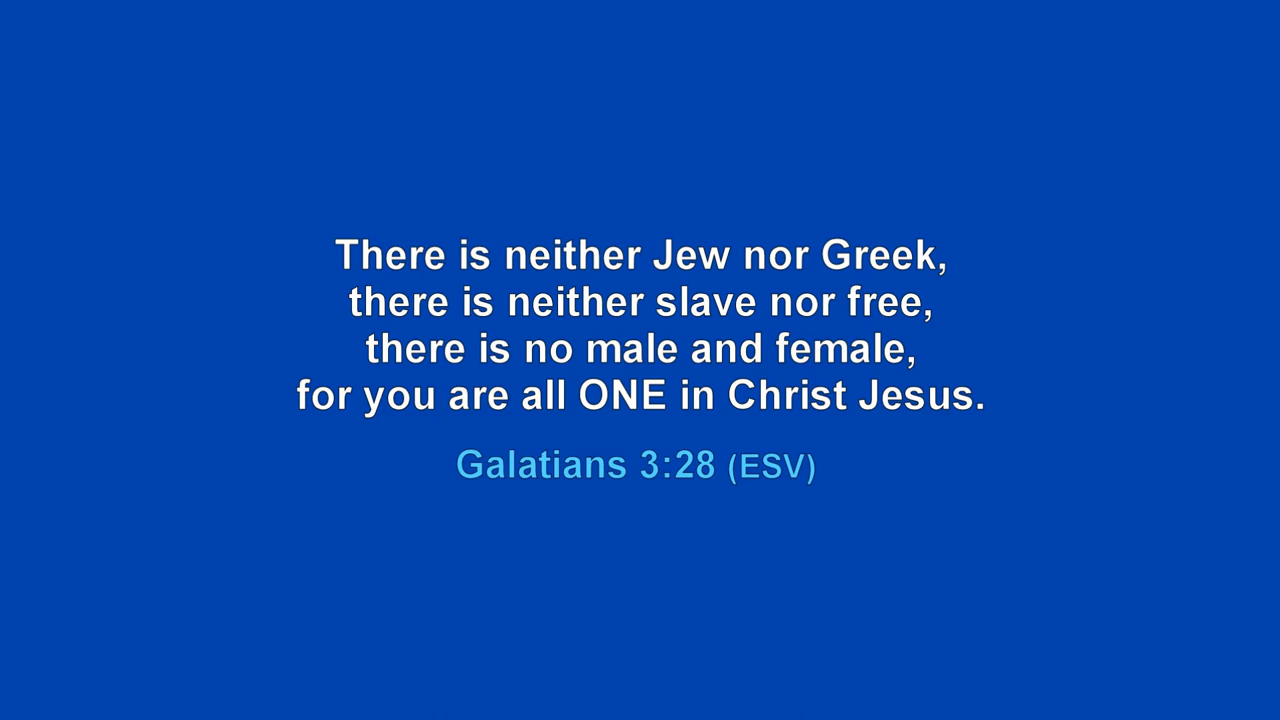 There is neither Jew nor Greek,
there is neither slave nor free,
there is no male and female,
for you are all ONE in Christ Jesus.
Galatians 3:28 (ESV)